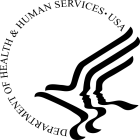 DEPARTMENT OF HEALTH & HUMAN SERVICES • USA